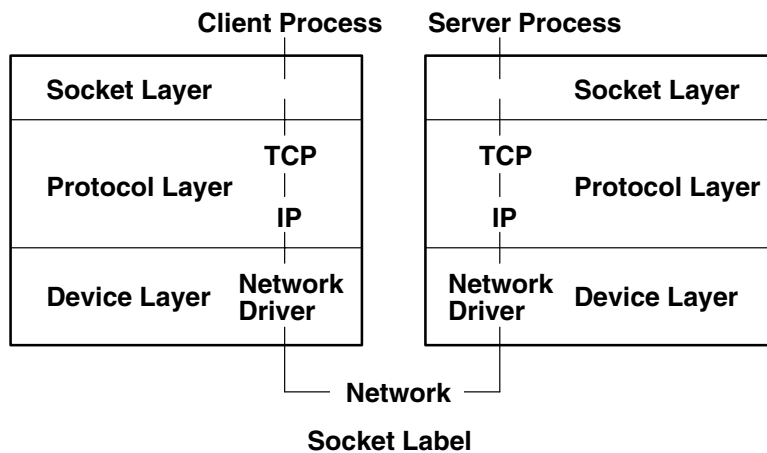 Client Process
Server Process
Socket Layer
TCP
Protocol Layer
IP
Device Layer
Network
Driver
Socket Layer
TCP
Protocol Layer
IP
Network
Driver
Device Layer
Network
Socket Label